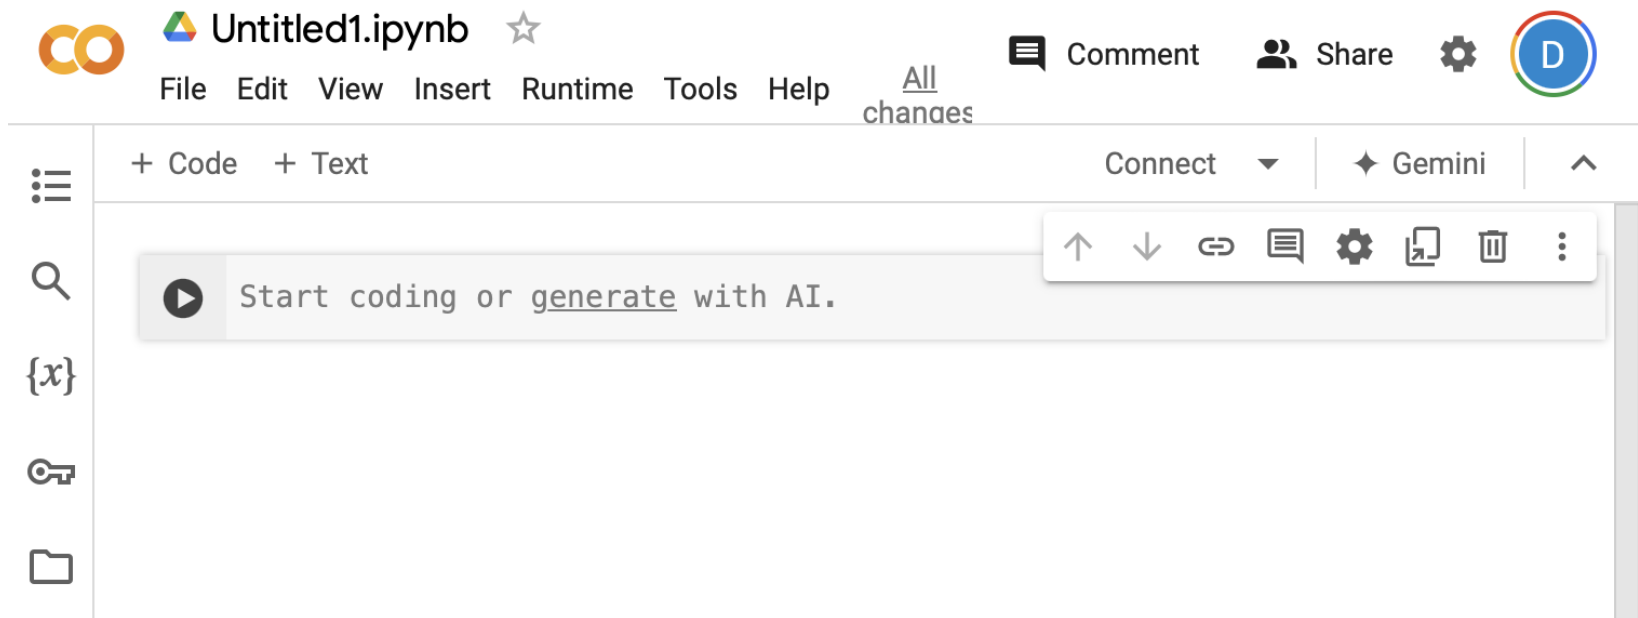 Untitled1.ipynb
File Edit View Insert Runtime Tools Help
All
changes
Comment
Share
D
+ Code + Text
Connect
Gemini
Start coding or generate with AI.
{x}